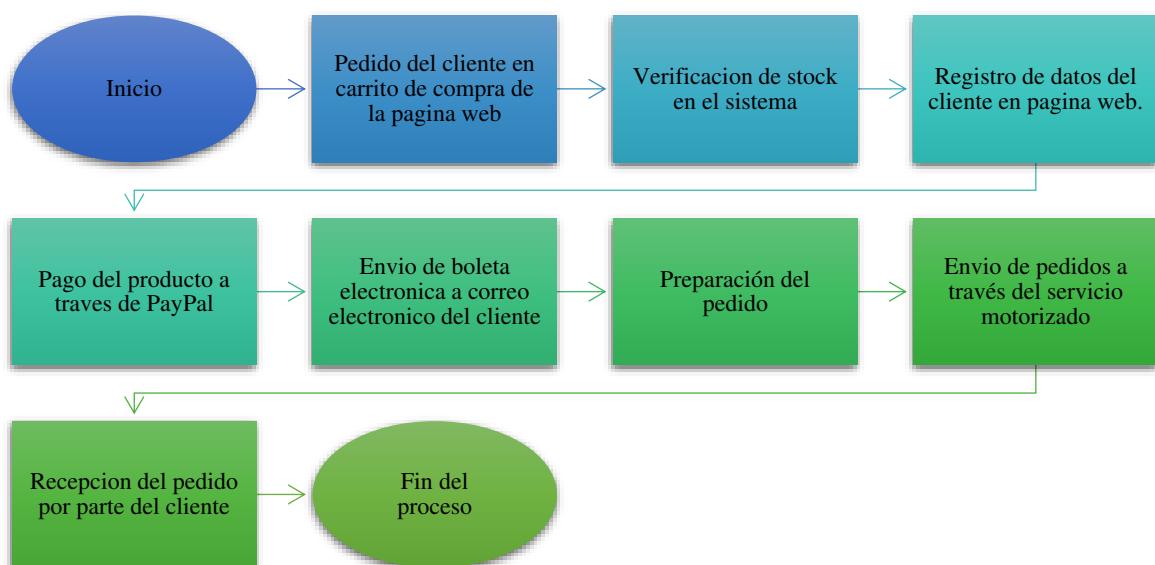 Inicio
Pedido del cliente en
carrito de compra de
la pagina web
Verificacion de stock
en el sistema
Registro de datos del
cliente en pagina web.
Pago del producto a
traves de PayPal
Envio de boleta
electronica a correo
electronico del cliente
Preparación del
pedido
Envio de pedidos a
través del servicio
motorizado
Recepcion del pedido
por parte del cliente
Fin del
proceso